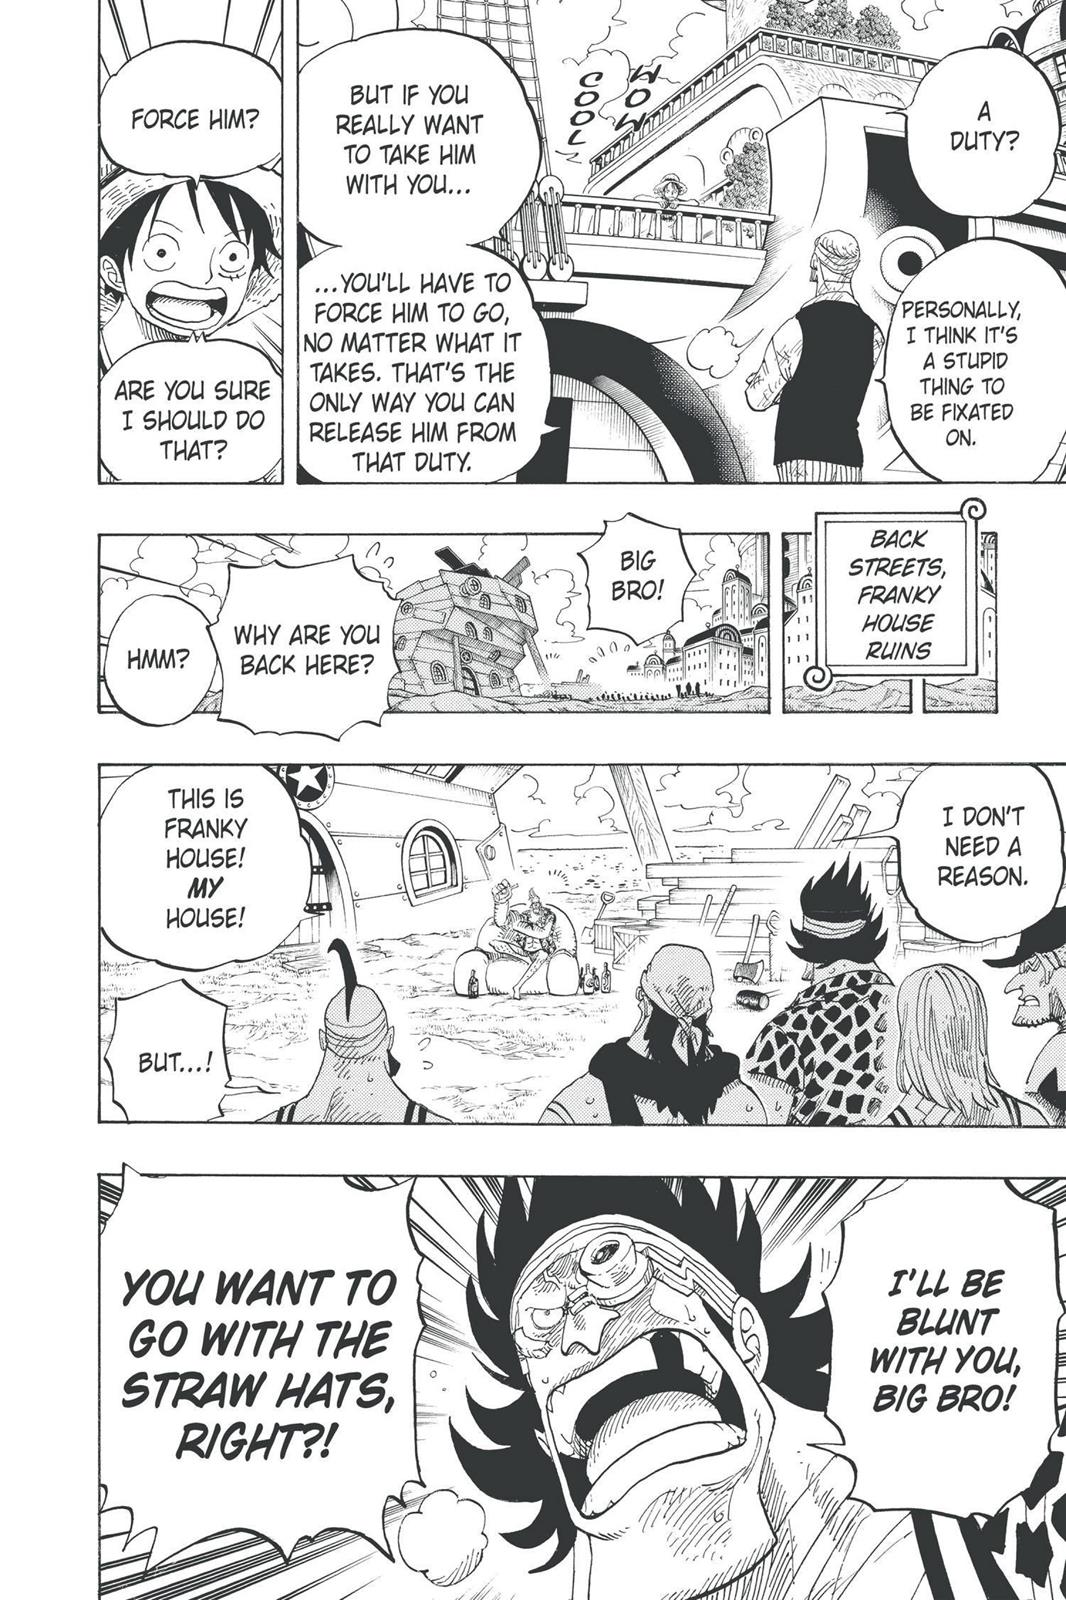 A
DUTY?
PERSONALLY,
I THINK IT'S
A STUPID
THING TO
BE FIXATED
ON.
WOW
COOL
BUT IF YOU
REALLY WANT
TO TAKE HIM
WITH YOU...
...YOU'LL HAVE TO
FORCE HIM TO GO,
NO MATTER WHAT IT
TAKES. THAT'S THE
ONLY WAY YOU CAN
RELEASE HIM FROM
THAT DUTY.
FORCE HIM?
ARE YOU SURE
I SHOULD DO
THAT?
BACK
STREETS,
FRANKY
HOUSE
RUINS
BIG
BRO!
WHY ARE YOU
BACK HERE?
HMM?
I DON'T
NEED A
REASON.
THIS IS
FRANKY
HOUSE!
MY
HOUSE!
BUT...!
I'LL BE
BLUNT
WITH YOU,
BIG BRO!
YOU WANT TO
GO WITH THE
STRAW HATS,
RIGHT?!